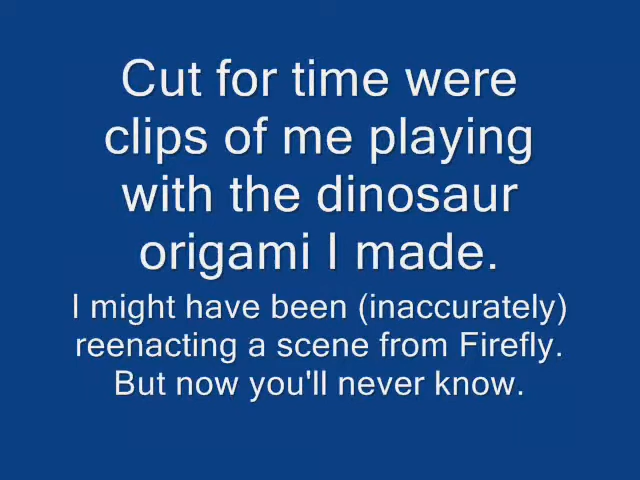 Cut for time were
clips of me playing
with the dinosaur
origami I made.
I might have been (inaccurately)
reenacting a scene from Firefly.
But now you'll never know.